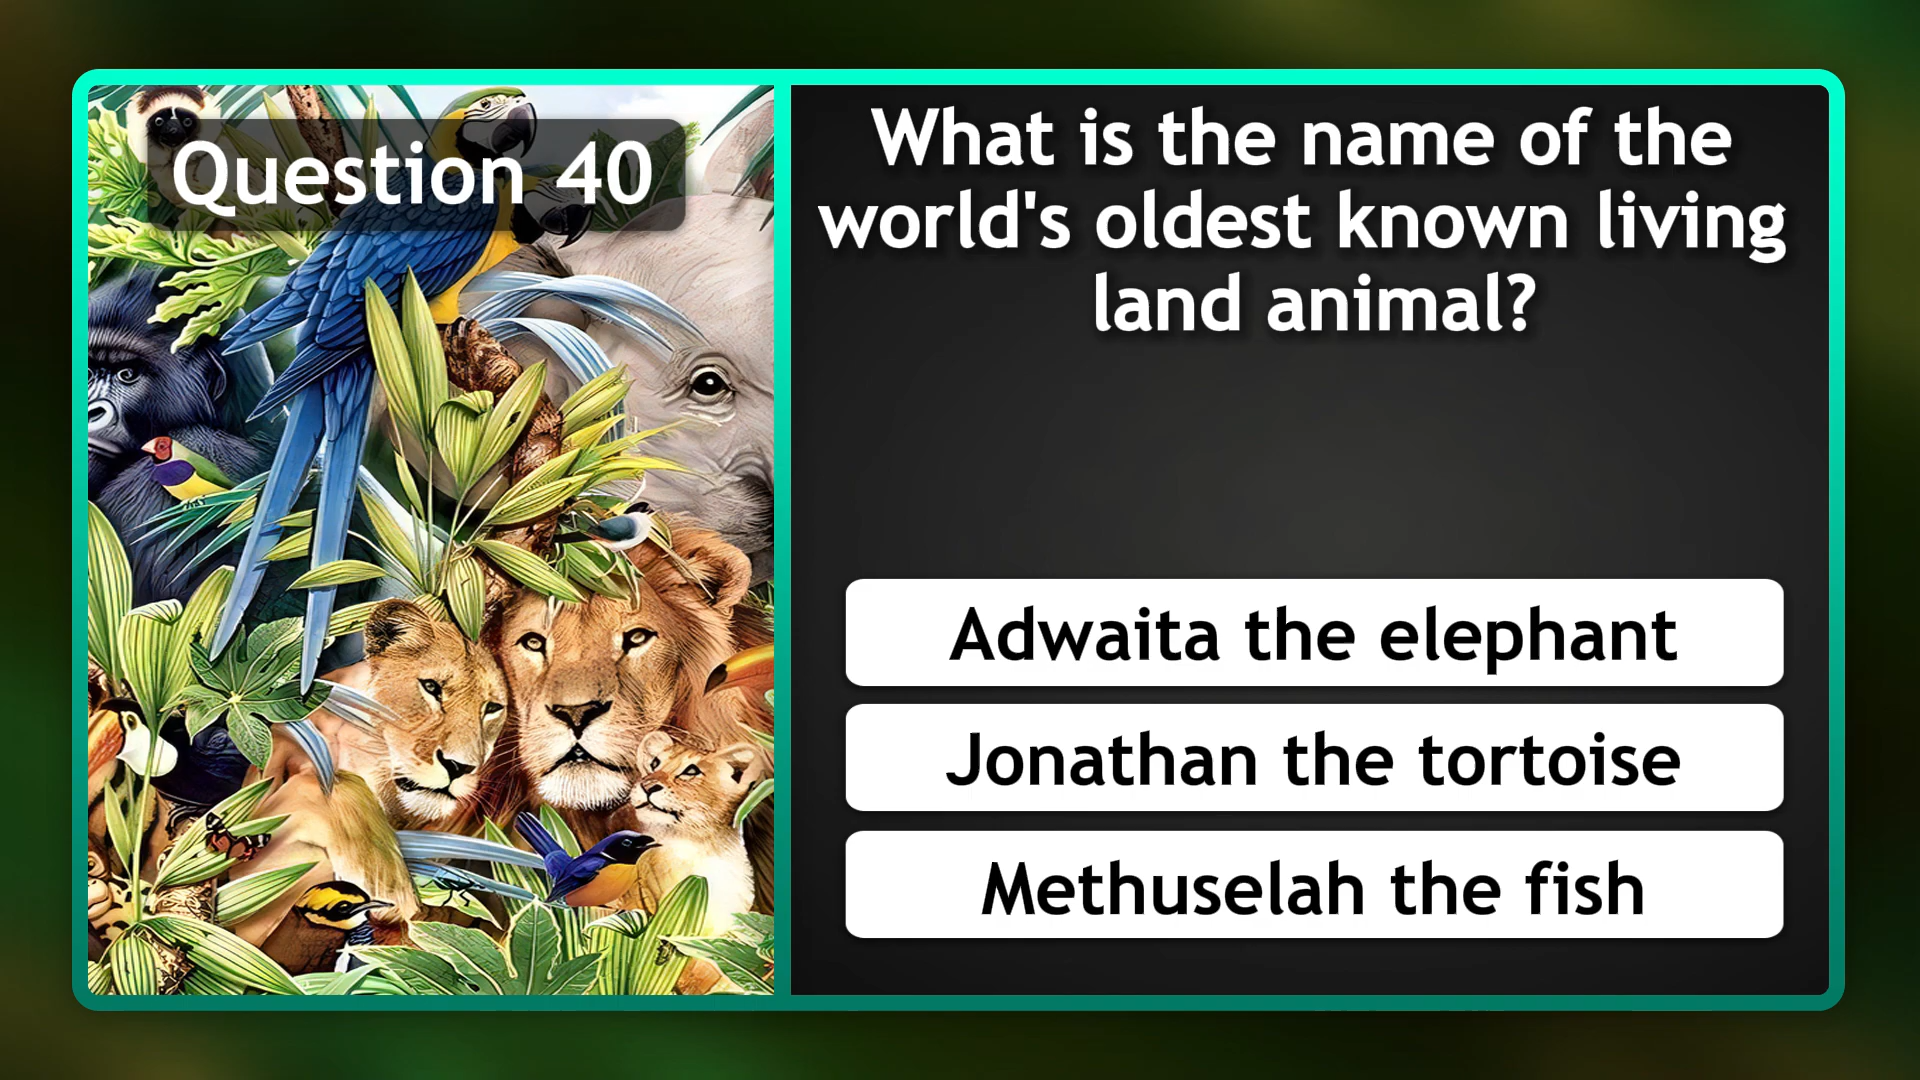 Question 40
What is the name of the
world's oldest known living
land animal?
Adwaita the elephant
Jonathan the tortoise
Methuselah the fish